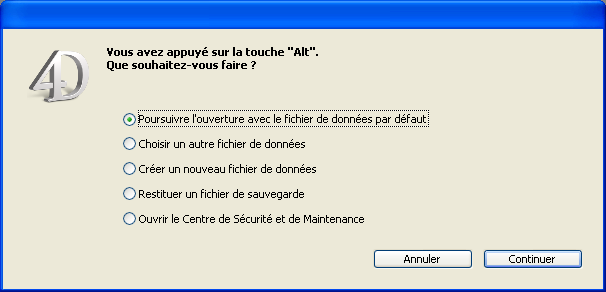 4D
Vous avez appuyé sur la touche "Alt".
Que souhaitez-vous faire ?
Poursuivre l'ouverture avec le fichier de données par défaut
Choisir un autre fichier de données
Créer un nouveau fichier de données
Restituer un fichier de sauvegarde
Ouvrir le Centre de Sécurité et de Maintenance
Annuler
Continuer